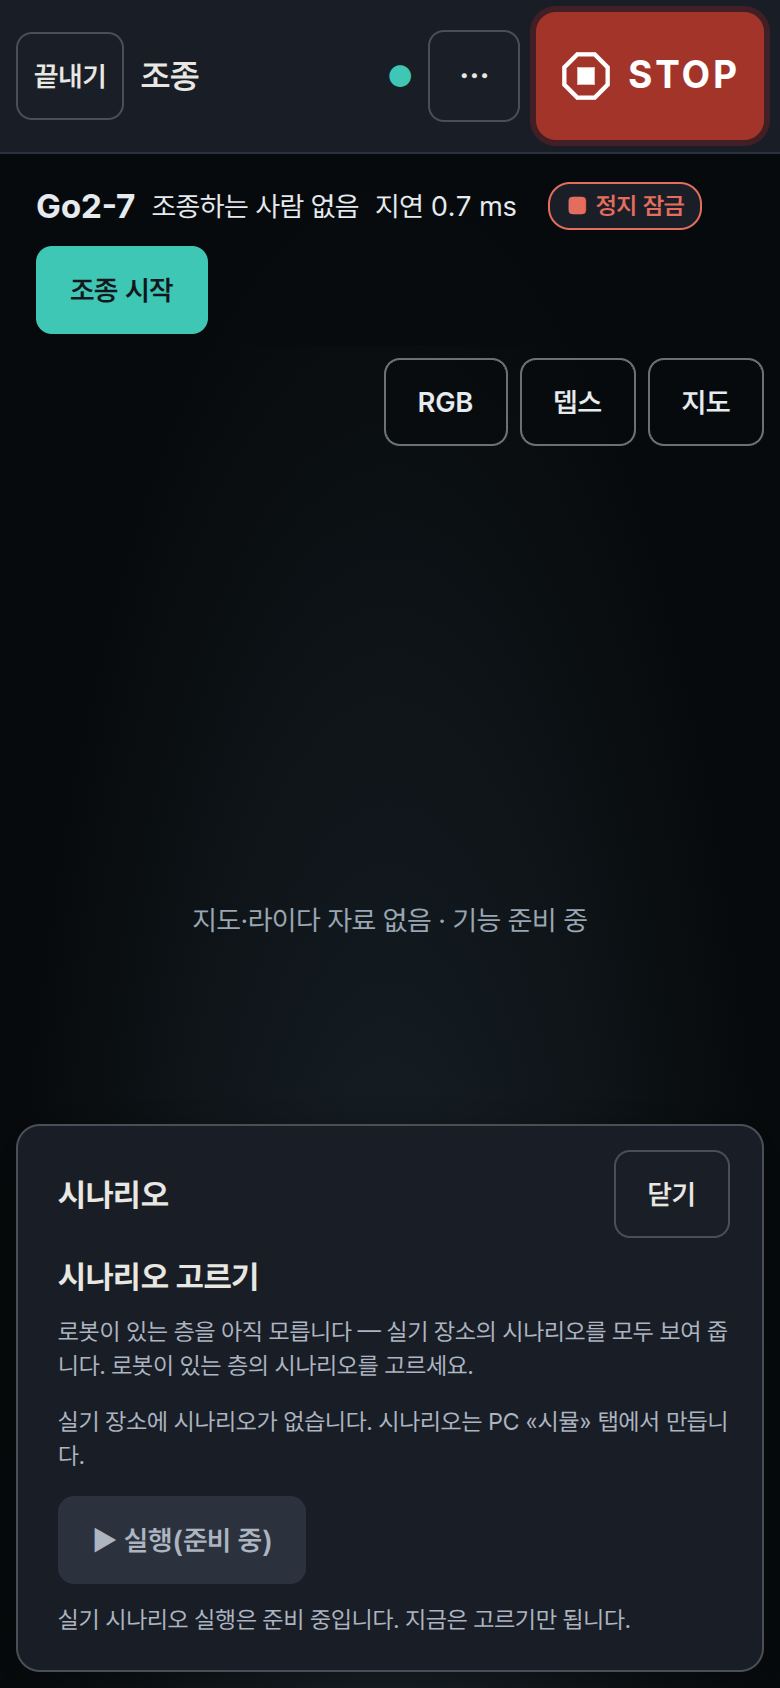 끝내기 조종 ... STOP
Go2-7 조종하는 사람 없음 지연 0.7 ms 정지 잠금
조종 시작
RGB 뎁스 지도
지도·라이다 자료 없음 · 기능 준비 중
시나리오 닫기
시나리오 고르기
로봇이 있는 층을 아직 모릅니다 — 실기 장소의 시나리오를 모두 보여 줍
니다. 로봇이 있는 층의 시나리오를 고르세요.
실기 장소에 시나리오가 없습니다. 시나리오는 PC «시뮬» 탭에서 만듭니
다.
▶ 실행(준비 중)
실기 시나리오 실행은 준비 중입니다. 지금은 고르기만 됩니다.